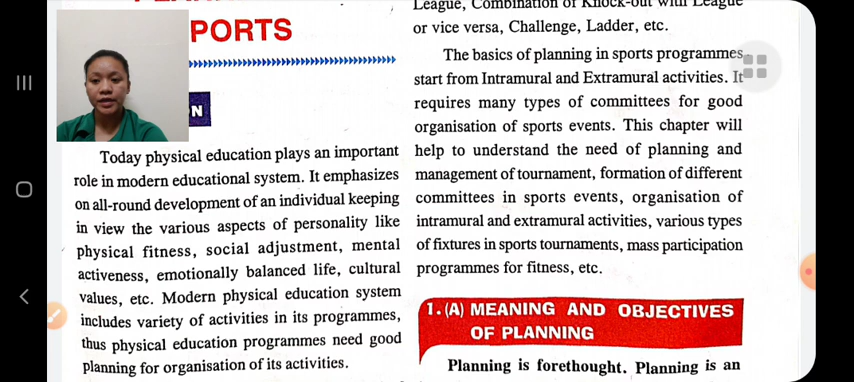 PORTS
N
Today physical education plays an important
role in modern educational system. It emphasizes
on all-round development of an individual keeping
in view the various aspects of personality like
physical fitness, social adjustment, mental
activeness, emotionally balanced life, cultural
values, etc. Modern physical education system
includes variety of activities in its programmes,
thus physical education programmes need good
planning for organisation of its activities.
League, Combination of Knock-out with League
or vice versa, Challenge, Ladder, etc.
The basics of planning in sports programmes
start from Intramural and Extramural activities. It
requires many types of committees for good
organisation of sports events. This chapter will
help to understand the need of planning and
management of tournament, formation of different
committees in sports events, organisation of
intramural and extramural activities, various types
of fixtures in sports tournaments, mass participation
programmes for fitness, etc.
1. (A) MEANING AND OBJECTIVES
OF PLANNING
Planning is forethought. Planning is an